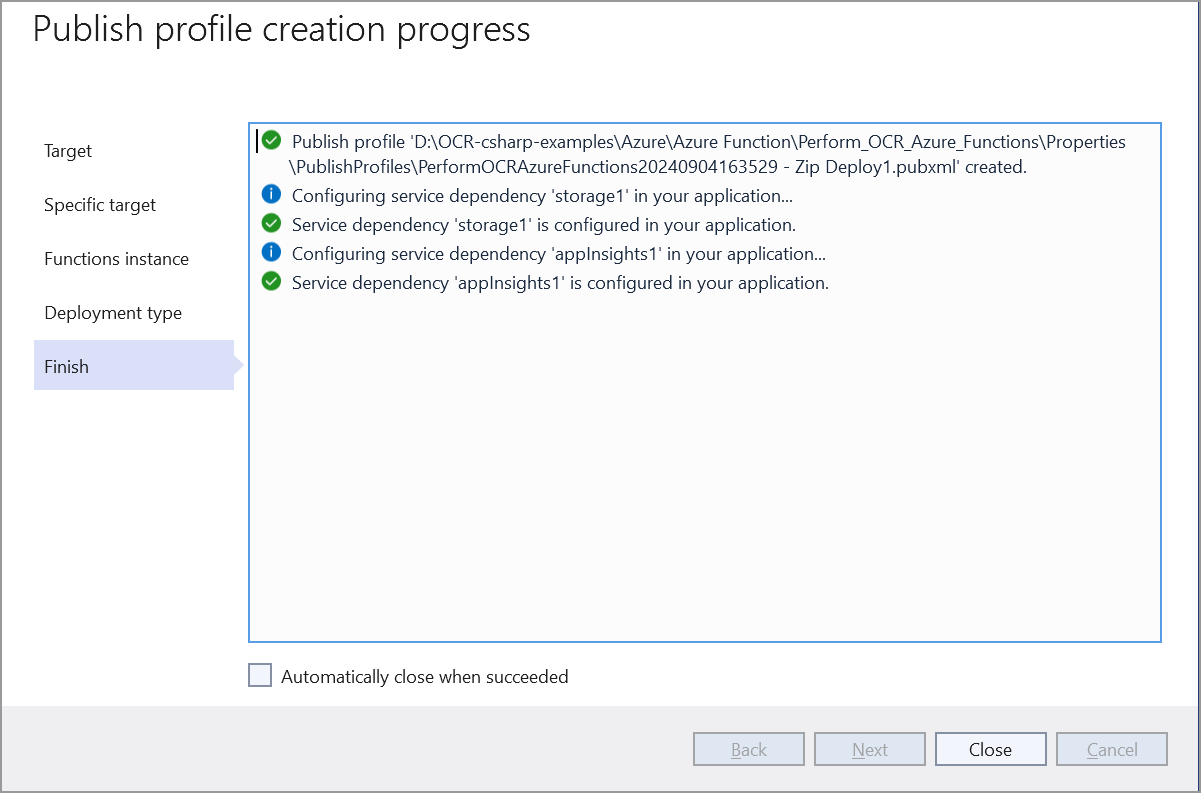 Publish profile creation progress
Target
Specific target
Functions instance
Deployment type
Finish
Publish profile 'D:\OCR-csharp-examples\Azure\Azure Function\Perform_OCR_Azure_Functions\Properties
\PublishProfiles\PerformOCRAzureFunctions20240904163529 - Zip Deploy1.pubxml' created.
Configuring service dependency 'storage1' in your application...
Service dependency 'storage1' is configured in your application.
Configuring service dependency 'appInsights1' in your application...
Service dependency 'appInsights1' is configured in your application.
Automatically close when succeeded
Back
Next
Close
Cancel